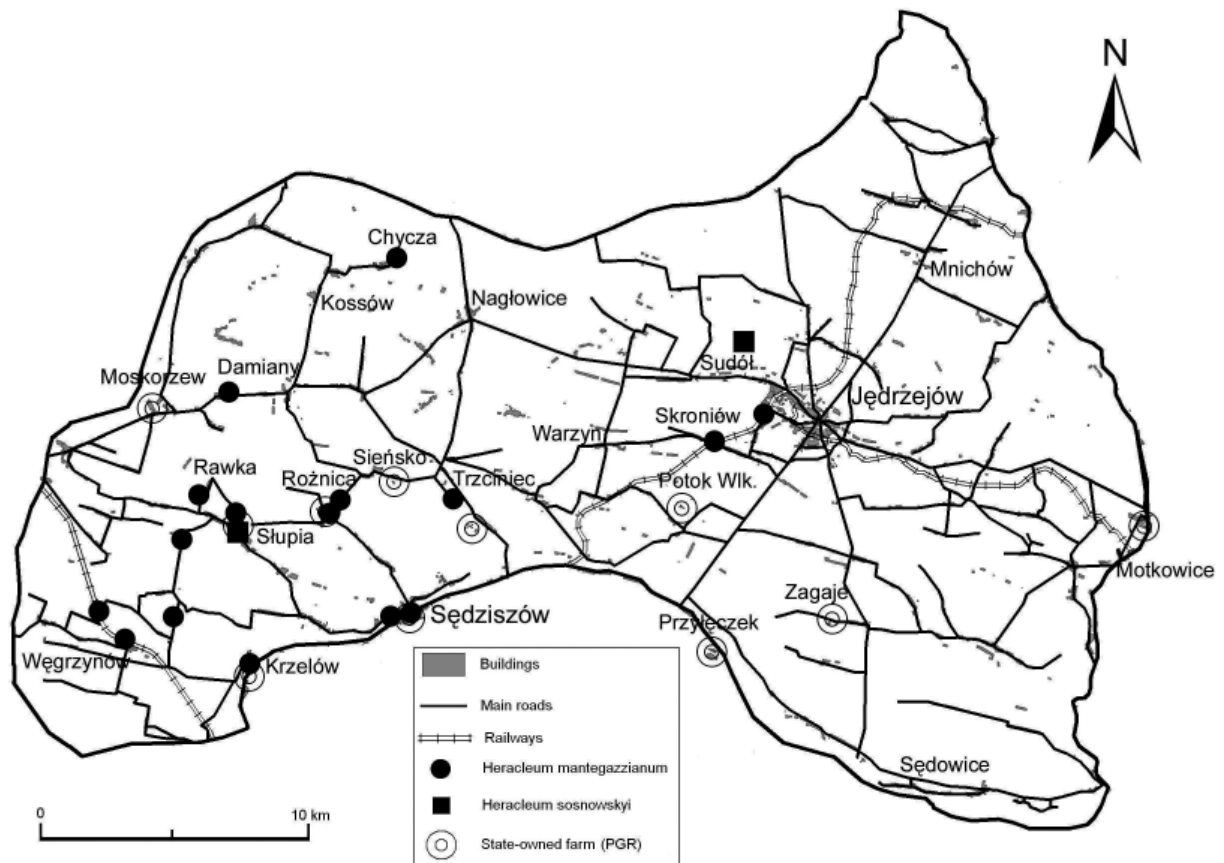 N
Chycza
Mnichów
Kossów
Nagłowice
Sudół
Damiany
Moskorzew
Jędrzejów
Skroniów
Warzyn
Sieńsko
Rawka
Rożnica
Trzciniec
Potok Wlk.
Słupia
Motkowice
Zagaje
Sędziszów
Przyłęczek
Węgrzynów
Krzelów
Buildings
Main roads
Railways
Heracleum mantegazzianum
Sędowice
Heracleum sosnowskyi
0 10 km
State-owned farm (PGR)